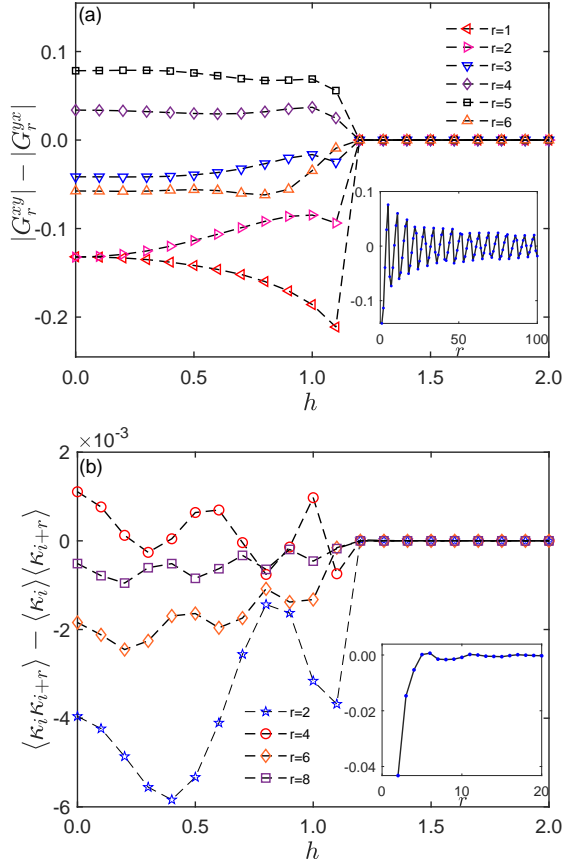 (a)
0.1
0.0
-0.1
-0.2
|G_r^{xy}| − |G_r^{yx}|
r=1
r=2
r=3
r=4
r=5
r=6
0.1
0
-0.1
0
50
100
r
0.0
0.5
1.0
1.5
2.0
h
×10⁻³
(b)
2
0
-2
-4
-6
⟨κ_i κ_{i+r}⟩ − ⟨κ_i⟩⟨κ_{i+r}⟩
r=2
r=4
r=6
r=8
0.00
-0.02
-0.04
0
10
20
r
0.0
0.5
1.0
1.5
2.0
h